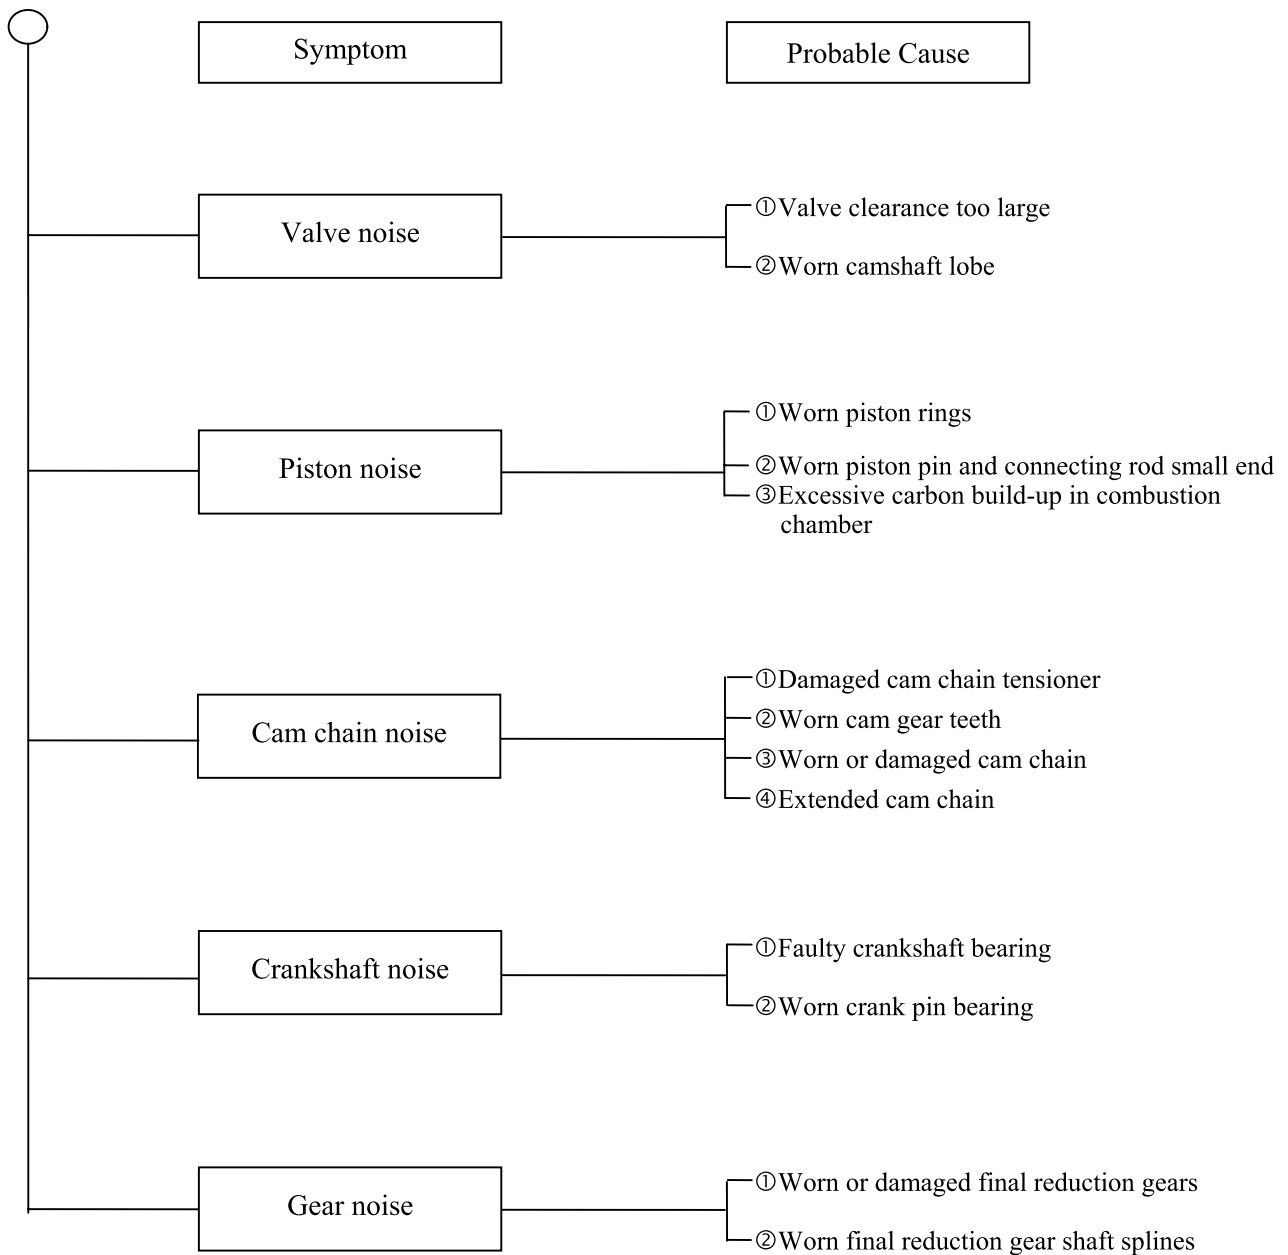 Symptom
Probable Cause
Valve noise
①Valve clearance too large
②Worn camshaft lobe
Piston noise
①Worn piston rings
②Worn piston pin and connecting rod small end
③Excessive carbon build-up in combustion
chamber
Cam chain noise
①Damaged cam chain tensioner
②Worn cam gear teeth
③Worn or damaged cam chain
④Extended cam chain
Crankshaft noise
①Faulty crankshaft bearing
②Worn crank pin bearing
Gear noise
①Worn or damaged final reduction gears
②Worn final reduction gear shaft splines